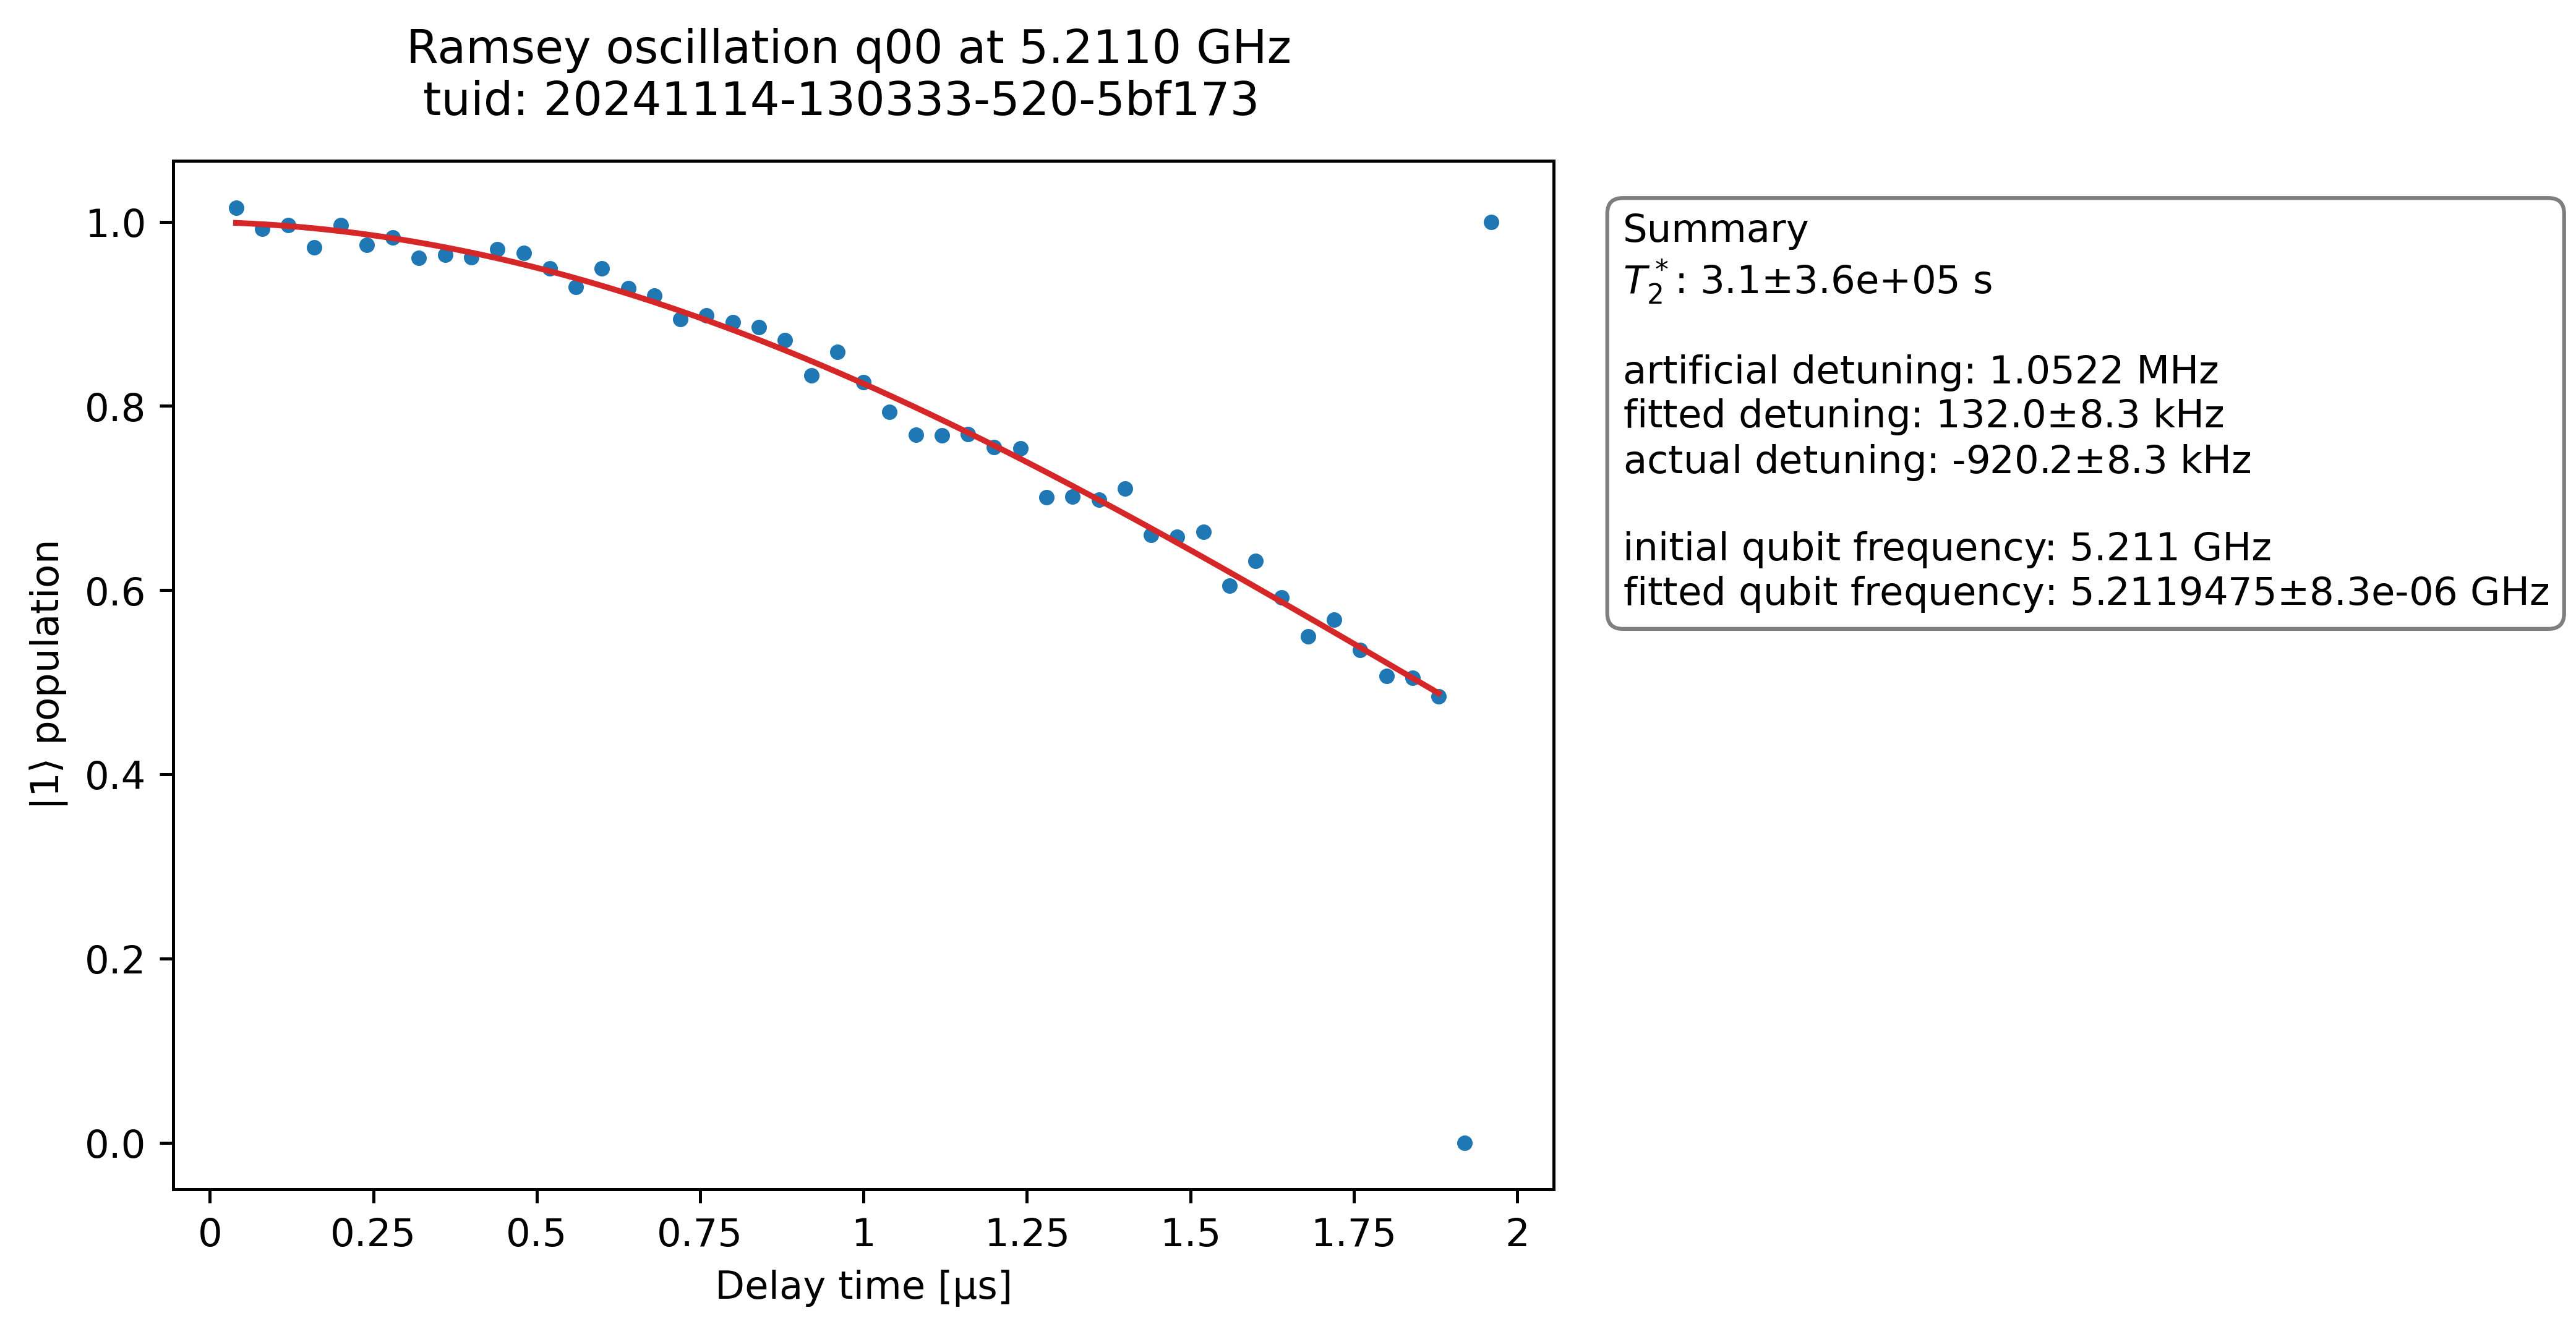 Ramsey oscillation q00 at 5.2110 GHz
tuid: 20241114-130333-520-5bf173
|1⟩ population
1.0
0.8
0.6
0.4
0.2
0.0
0
0.25
0.5
0.75
1
1.25
1.5
1.75
2
Delay time [μs]
Summary
T₂*: 3.1±3.6e+05 s
artificial detuning: 1.0522 MHz
fitted detuning: 132.0±8.3 kHz
actual detuning: -920.2±8.3 kHz
initial qubit frequency: 5.211 GHz
fitted qubit frequency: 5.2119475±8.3e-06 GHz